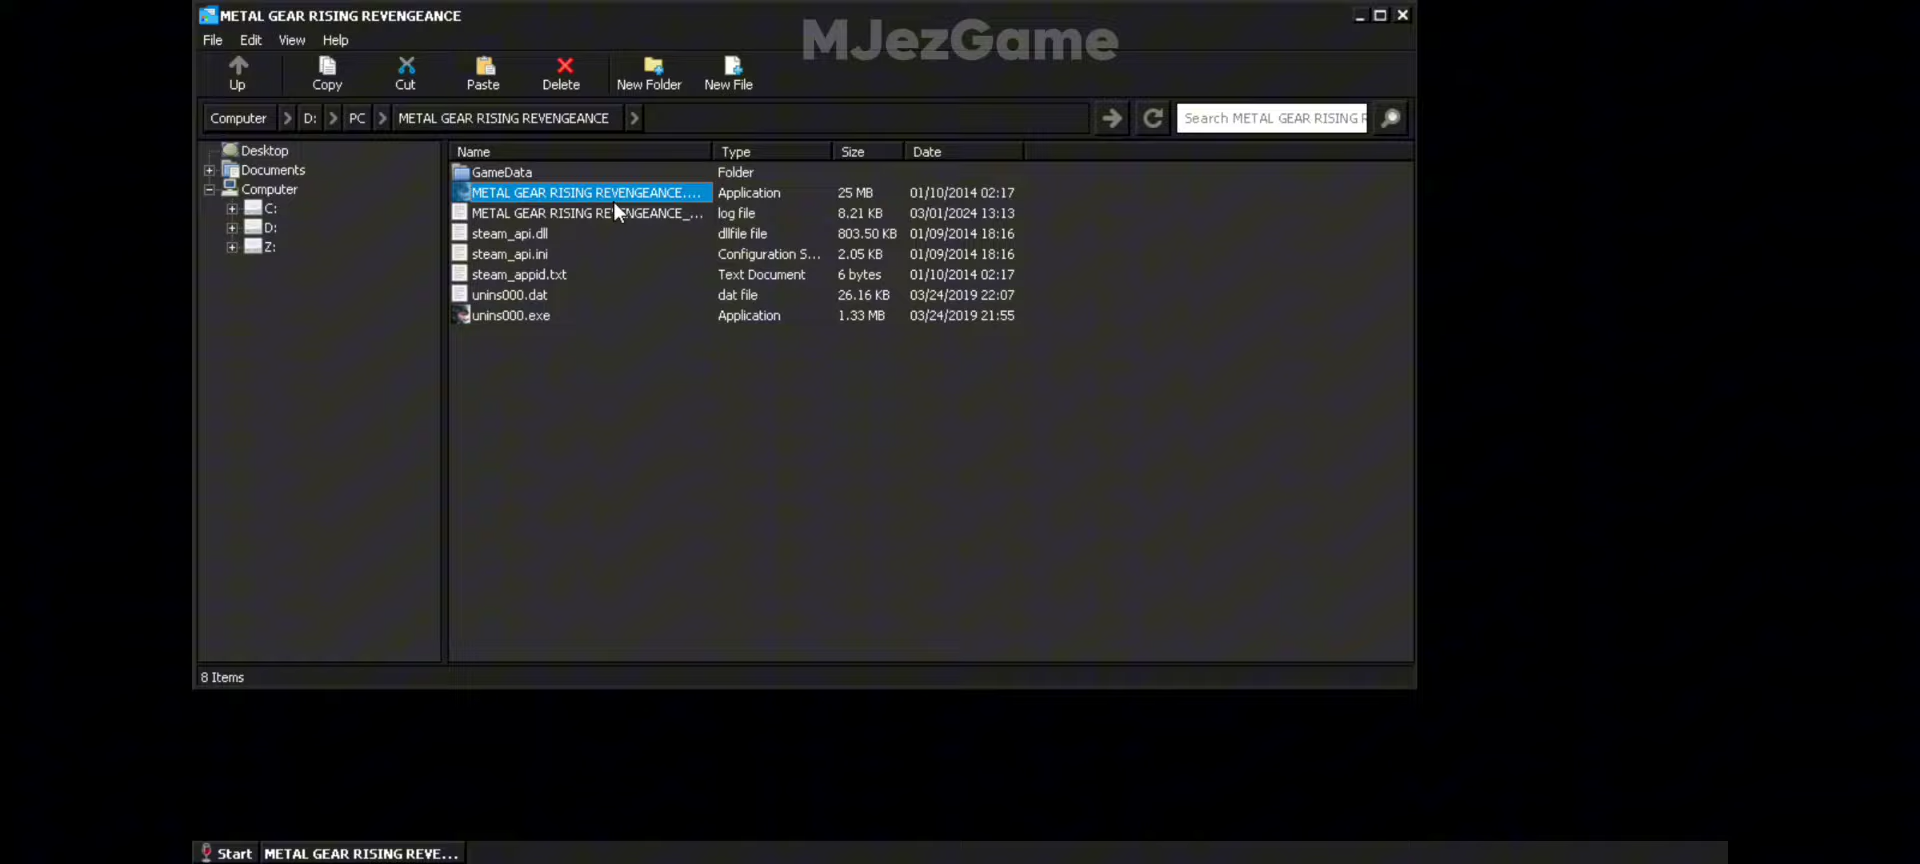 METAL GEAR RISING REVENGEANCE
MJezGame
File Edit View Help
Up Copy Cut Paste Delete New Folder New File
Computer D: PC METAL GEAR RISING REVENGEANCE Search METAL GEAR RISING R
Desktop
Documents
Computer
C:
D:
Z:
Name Type Size Date
GameData Folder
METAL GEAR RISING REVENGEANCE.... Application 25 MB 01/10/2014 02:17
METAL GEAR RISING REVENGEANCE_... log file 8.21 KB 03/01/2024 13:13
steam_api.dll dllfile file 803.50 KB 01/09/2014 18:16
steam_api.ini Configuration S... 2.05 KB 01/09/2014 18:16
steam_appid.txt Text Document 6 bytes 01/10/2014 02:17
unins000.dat dat file 26.16 KB 03/24/2019 22:07
unins000.exe Application 1.33 MB 03/24/2019 21:55
8 Items
Start METAL GEAR RISING REVE...